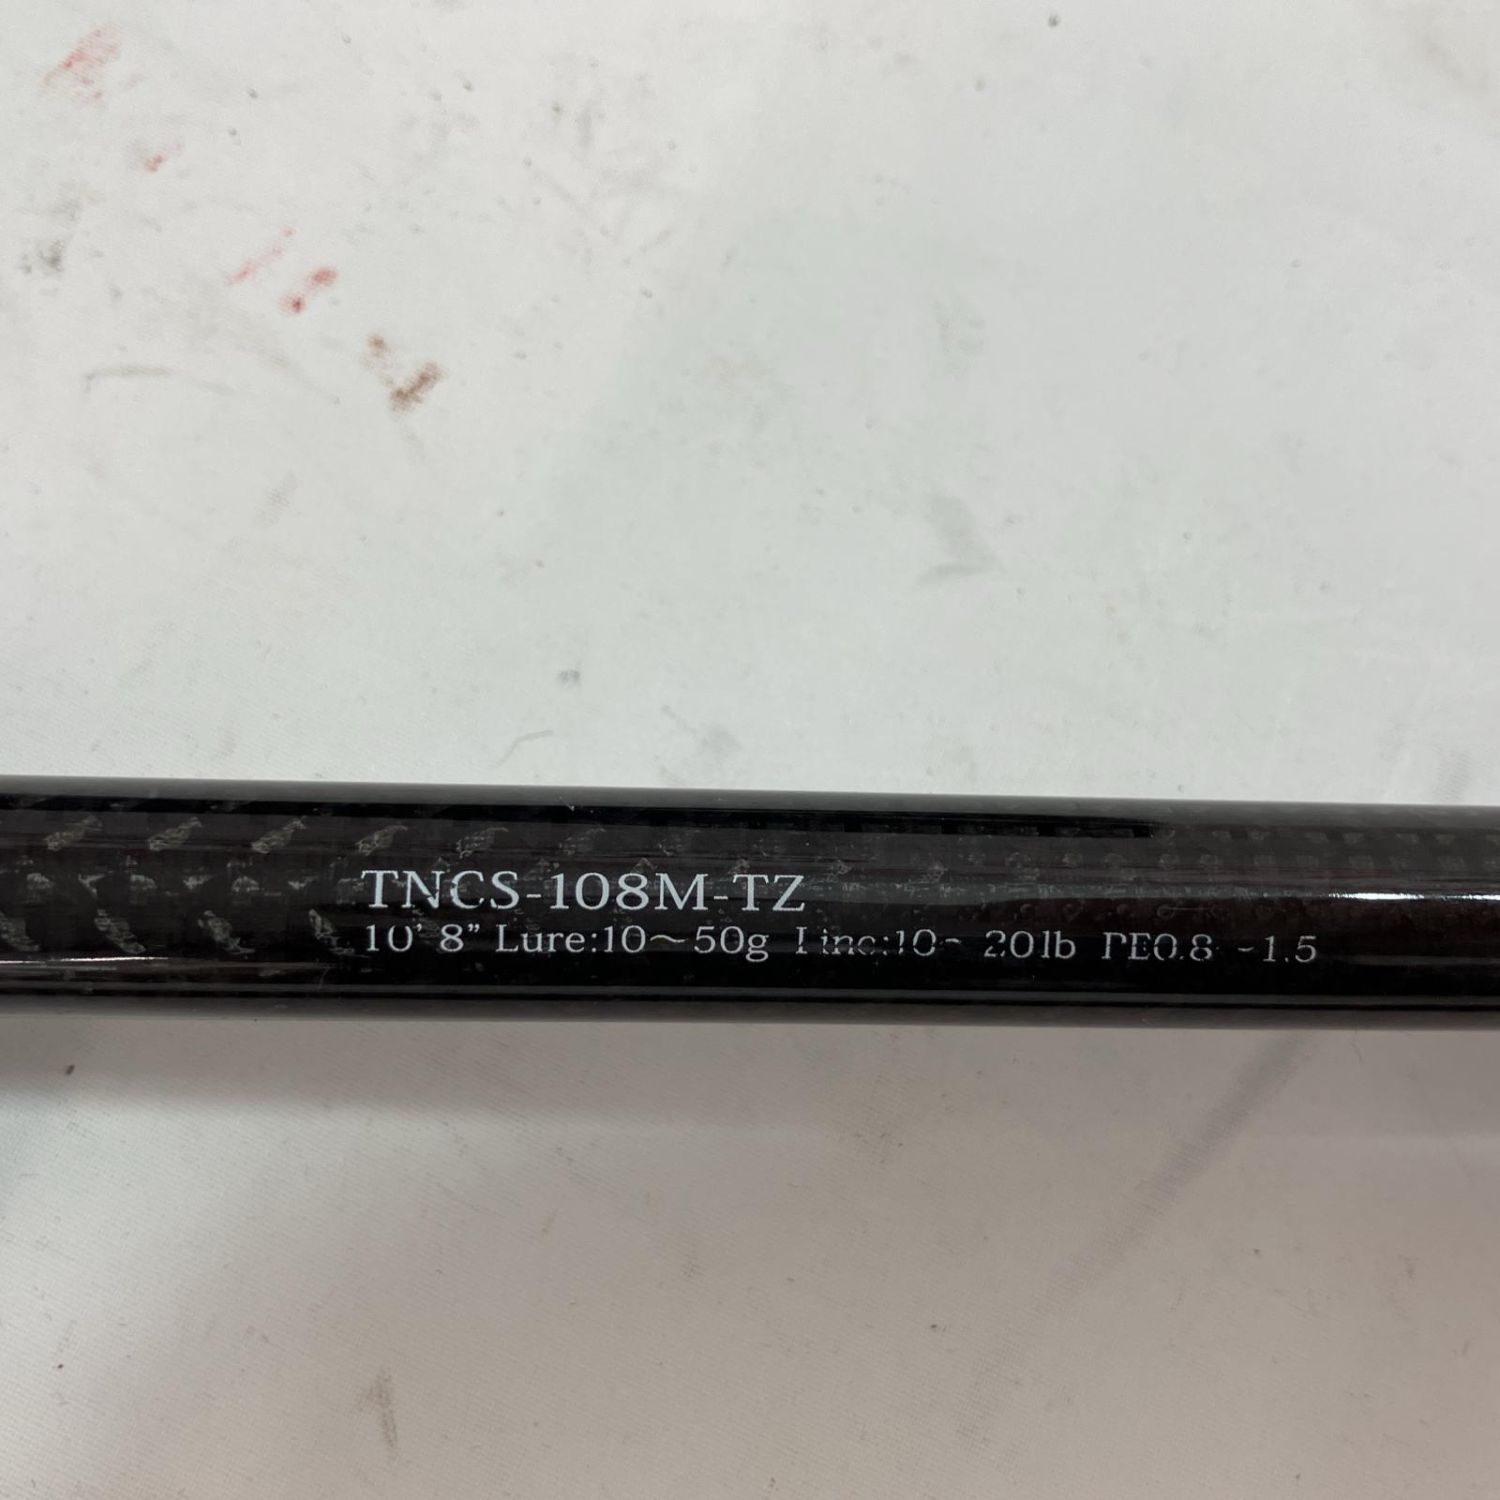 TNCS-108M-TZ
10' 8" Lure:10~50g Line:10~20lb PE0.8~1.5